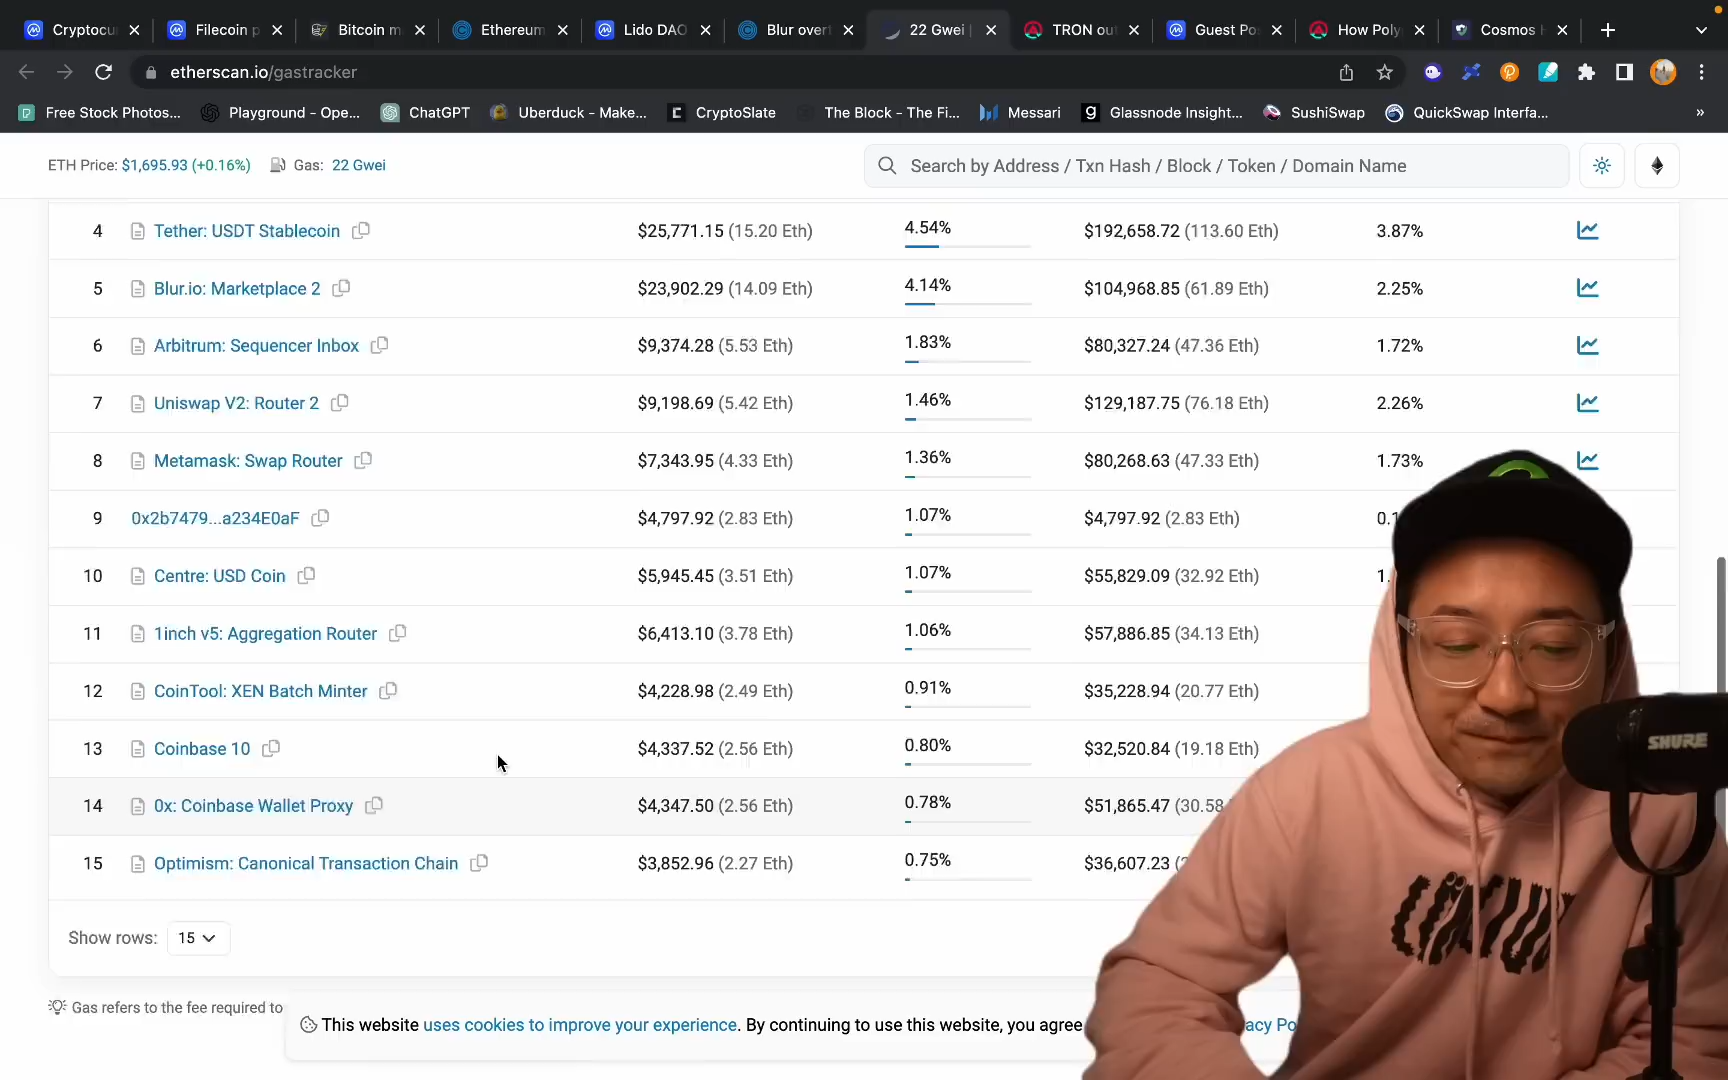 Cryptocu
Filecoin p
Bitcoin m
Ethereum
Lido DAO
Blur over
22 Gwei |
TRON ou
Guest Po
How Poly
Cosmos
etherscan.io/gastracker
Free Stock Photos...
Playground - Ope...
ChatGPT
Uberduck - Make...
CryptoSlate
The Block - The Fi...
Messari
Glassnode Insight...
SushiSwap
QuickSwap Interfa...
»
ETH Price: $1,695.93 (+0.16%)
Gas: 22 Gwei
Search by Address / Txn Hash / Block / Token / Domain Name
4 Tether: USDT Stablecoin $25,771.15 (15.20 Eth) 4.54% $192,658.72 (113.60 Eth) 3.87%
5 Blur.io: Marketplace 2 $23,902.29 (14.09 Eth) 4.14% $104,968.85 (61.89 Eth) 2.25%
6 Arbitrum: Sequencer Inbox $9,374.28 (5.53 Eth) 1.83% $80,327.24 (47.36 Eth) 1.72%
7 Uniswap V2: Router 2 $9,198.69 (5.42 Eth) 1.46% $129,187.75 (76.18 Eth) 2.26%
8 Metamask: Swap Router $7,343.95 (4.33 Eth) 1.36% $80,268.63 (47.33 Eth) 1.73%
9 0x2b7479...a234E0aF $4,797.92 (2.83 Eth) 1.07% $4,797.92 (2.83 Eth) 0.1
10 Centre: USD Coin $5,945.45 (3.51 Eth) 1.07% $55,829.09 (32.92 Eth) 1.
11 1inch v5: Aggregation Router $6,413.10 (3.78 Eth) 1.06% $57,886.85 (34.13 Eth)
12 CoinTool: XEN Batch Minter $4,228.98 (2.49 Eth) 0.91% $35,228.94 (20.77 Eth)
13 Coinbase 10 $4,337.52 (2.56 Eth) 0.80% $32,520.84 (19.18 Eth)
14 0x: Coinbase Wallet Proxy $4,347.50 (2.56 Eth) 0.78% $51,865.47 (30.58
15 Optimism: Canonical Transaction Chain $3,852.96 (2.27 Eth) 0.75% $36,607.23
Show rows: 15
Gas refers to the fee required to
This website uses cookies to improve your experience. By continuing to use this website, you agree acy Po
SHURE